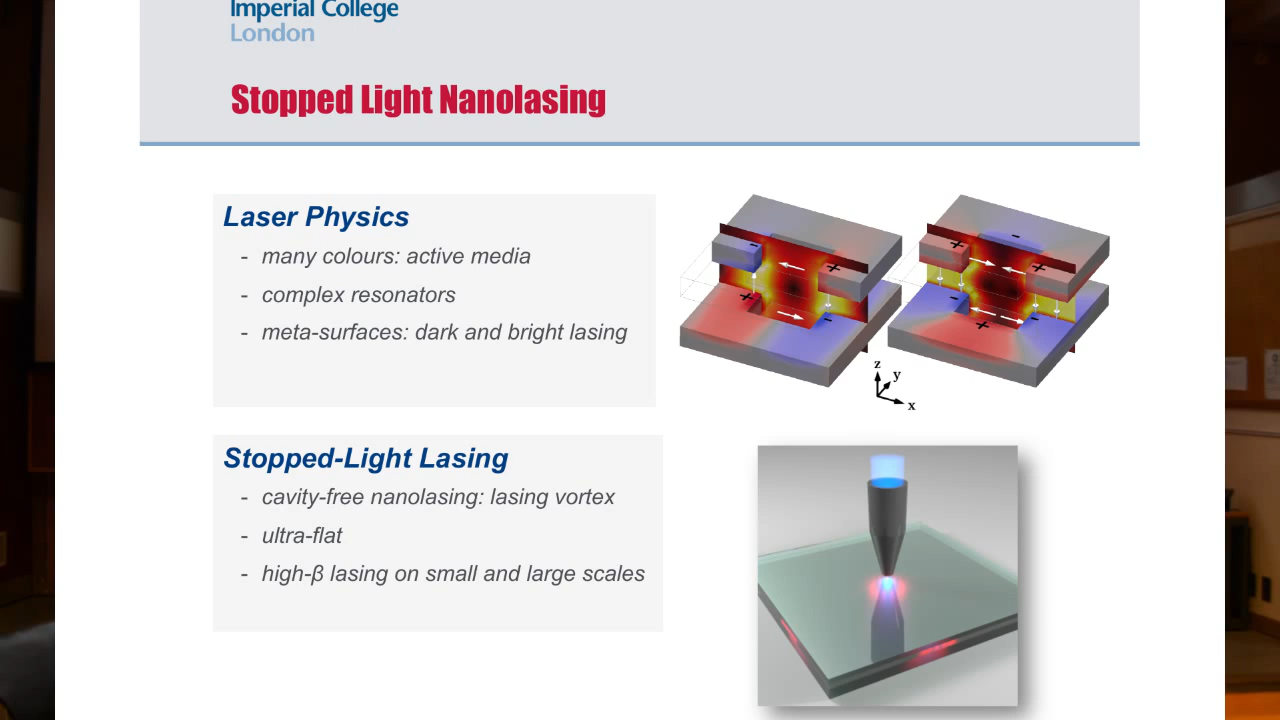 Imperial College
London
Stopped Light Nanolasing
Laser Physics
- many colours: active media
- complex resonators
- meta-surfaces: dark and bright lasing
z
y
x
Stopped-Light Lasing
- cavity-free nanolasing: lasing vortex
- ultra-flat
- high-β lasing on small and large scales